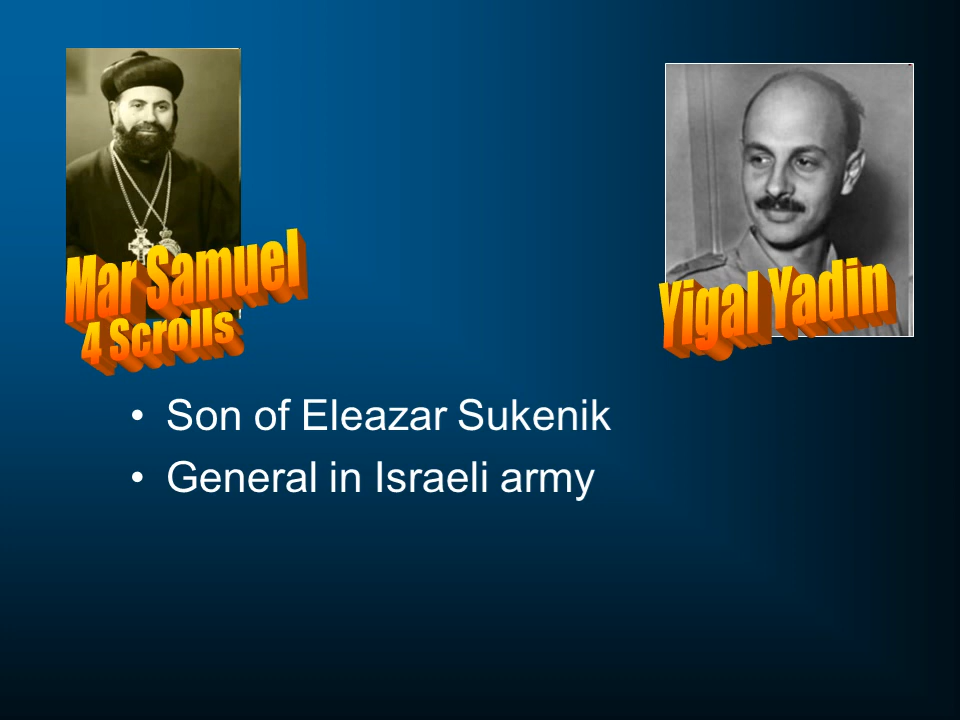 Mar Samuel
4 Scrolls
Yigal Yadin
• Son of Eleazar Sukenik
• General in Israeli army